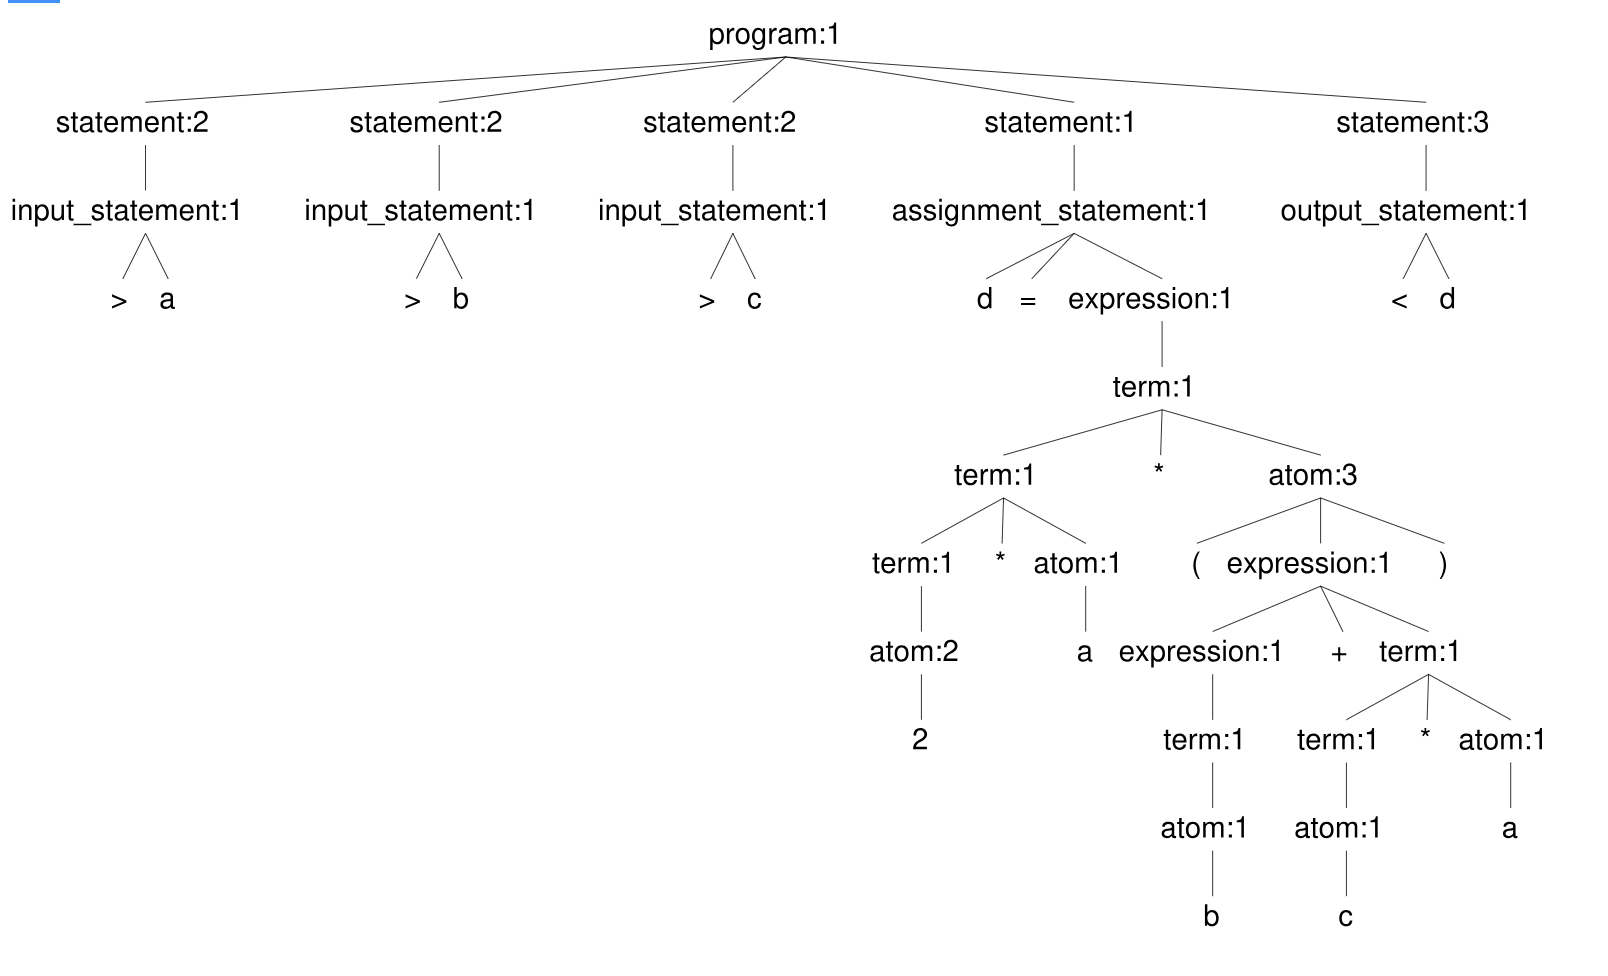 program:1
statement:2 statement:2 statement:2 statement:1 statement:3
input_statement:1 input_statement:1 input_statement:1 assignment_statement:1 output_statement:1
> a > b > c d = expression:1 < d
term:1
term:1 * atom:3
term:1 * atom:1 ( expression:1 )
atom:2 a expression:1 + term:1
2 term:1 term:1 * atom:1
atom:1 atom:1 a
b c